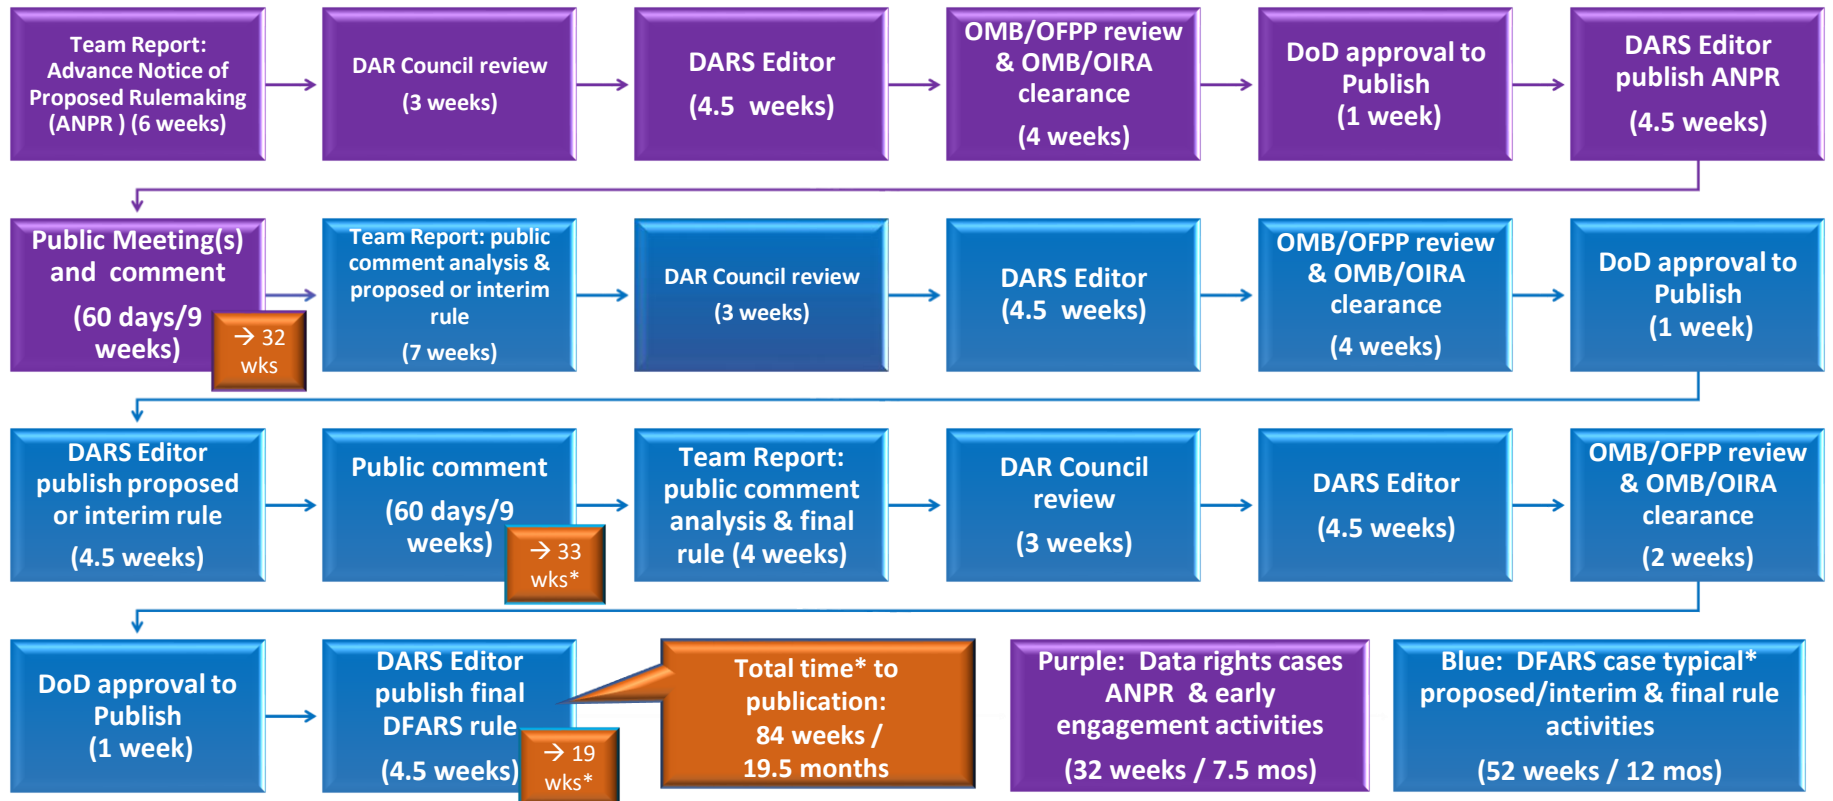 Team Report:
Advance Notice of
Proposed Rulemaking
(ANPR ) (6 weeks)
DAR Council review
(3 weeks)
DARS Editor
(4.5 weeks)
OMB/OFPP review
& OMB/OIRA
clearance
(4 weeks)
DoD approval to
Publish
(1 week)
DARS Editor
publish ANPR
(4.5 weeks)
Public Meeting(s)
and comment
(60 days/9
weeks)
→ 32
wks
Team Report: public
comment analysis &
proposed or interim
rule
(7 weeks)
DAR Council review
(3 weeks)
DARS Editor
(4.5 weeks)
OMB/OFPP review
& OMB/OIRA
clearance
(4 weeks)
DoD approval to
Publish
(1 week)
DARS Editor
publish proposed
or interim rule
(4.5 weeks)
Public comment
(60 days/9
weeks)
→ 33
wks*
Team Report:
public comment
analysis & final
rule (4 weeks)
DAR Council
review
(3 weeks)
DARS Editor
(4.5 weeks)
OMB/OFPP review
& OMB/OIRA
clearance
(2 weeks)
DoD approval to
Publish
(1 week)
DARS Editor
publish final
DFARS rule
(4.5 weeks)
→ 19
wks*
Total time* to
publication:
84 weeks /
19.5 months
Purple: Data rights cases
ANPR & early
engagement activities
(32 weeks / 7.5 mos)
Blue: DFARS case typical*
proposed/interim & final rule
activities
(52 weeks / 12 mos)